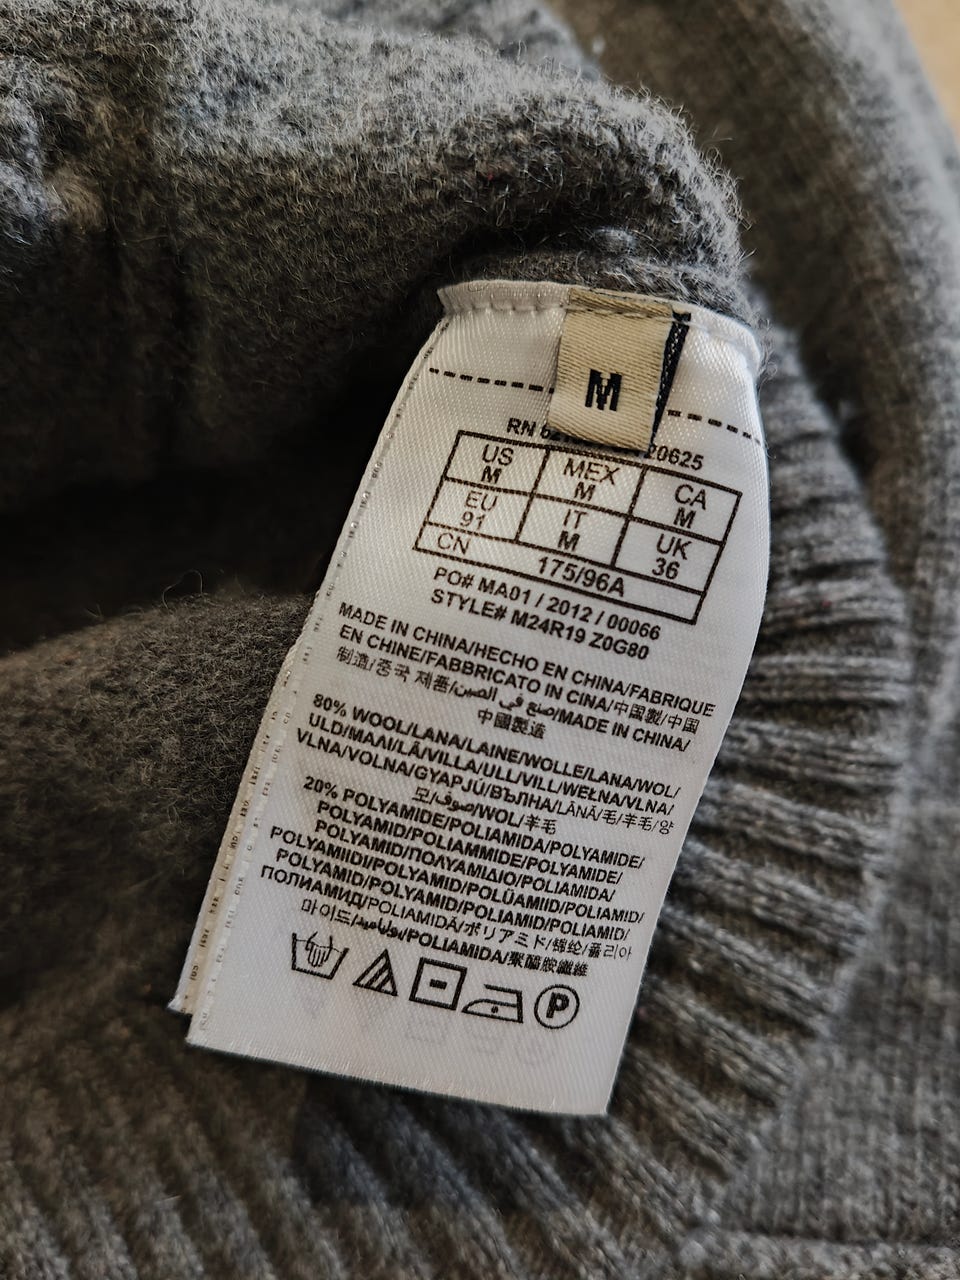 M
RN 20625
US MEX CA
M M M
EU IT UK
91 M 36
CN 175/96A
PO# MA01 / 2012 / 00066
STYLE# M24R19 Z0G80
MADE IN CHINA/HECHO EN CHINA/FABRIQUE
EN CHINE/FABBRICATO IN CINA/中国製/中国
制造/중국 제품/صنع في الصين/MADE IN CHINA/
中國製造
80% WOOL/LANA/LAINE/WOLLE/LANA/WOL/
ULD/ΜΑΛΛΙ/LÃ/VILLA/ULL/VILL/WEŁNA/VLNA/
VLNA/VOLNA/GYAPJÚ/ВЪЛНА/LÂNĂ/毛/羊毛/양
모/صوف/WOL/羊毛
20% POLYAMIDE/POLIAMIDA/POLYAMIDE/
POLYAMID/POLIAMMIDE/POLYAMIDE/
POLYAMID/ΠΟΛΥΑΜΙΔΙΟ/POLIAMIDA/
POLYAMIIDI/POLYAMID/POLÜAMIID/POLIAMID/
POLYAMID/POLYAMID/POLIAMID/POLIAMID/
ПОЛИАМИД/POLIAMIDĂ/ポリアミド/锦纶/폴리아
마이드/بولياميد/POLIAMIDA/聚醯胺纖維
P